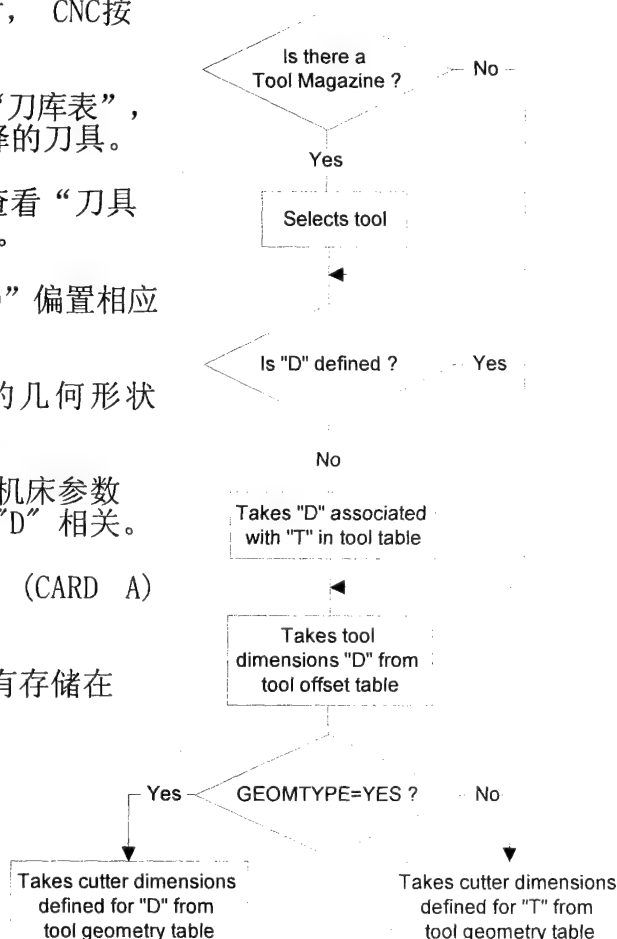 ， CNC按
“刀库表”，
择的刀具。
查看“刀具
。
”偏置相应
的几何形状
机床参数
"D" 相关。
(CARD A)
有存储在
Is there a
Tool Magazine ?
No
Yes
Selects tool
Is "D" defined ?
Yes
No
Takes "D" associated
with "T" in tool table
Takes tool
dimensions "D" from
tool offset table
Yes
GEOMTYPE=YES ?
No
Takes cutter dimensions
defined for "D" from
tool geometry table
Takes cutter dimensions
defined for "T" from
tool geometry table